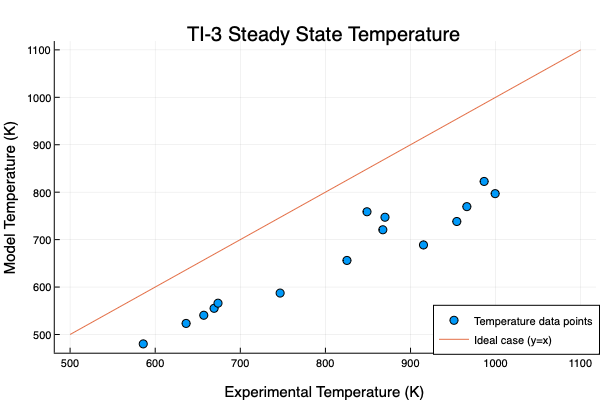 TI-3 Steady State Temperature
Model Temperature (K)
1100
1000
900
800
700
600
500
500 600 700 800 900 1000 1100
Experimental Temperature (K)
Temperature data points
Ideal case (y=x)